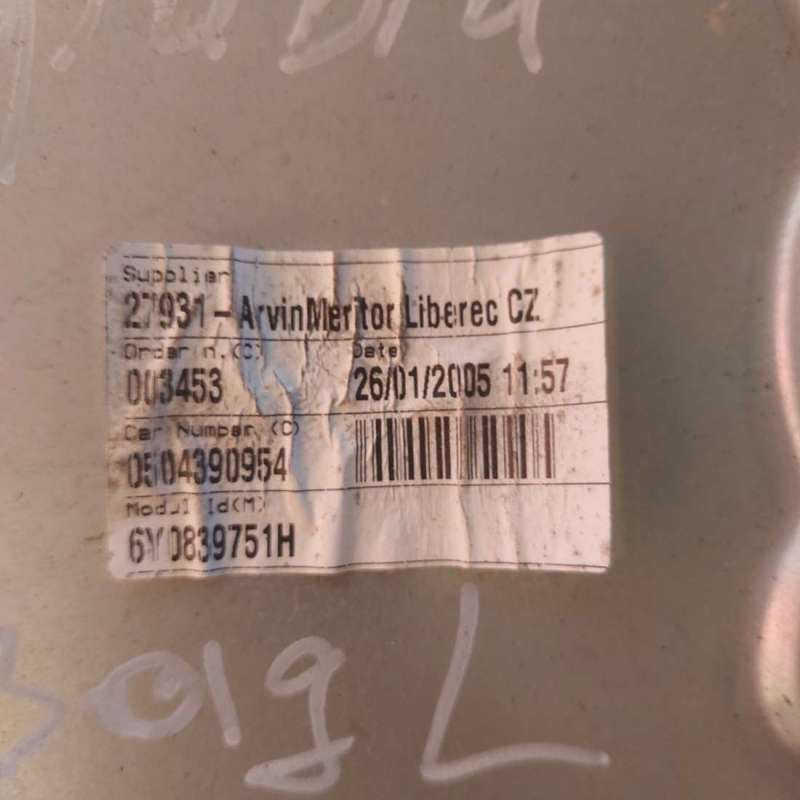 Supplier
27931-ArvinMeritor Liberec CZ
Order n.(C) Date
003453 26/01/2005 11:57
Car Number (C)
0504390954
Modul Id(M)
6Y0839751H
L